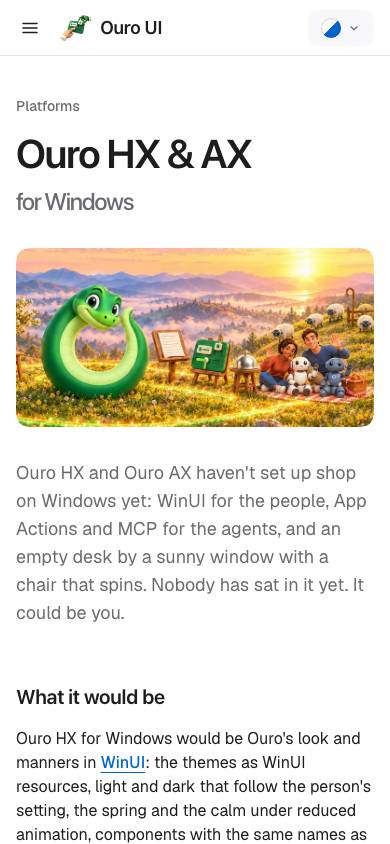 Ouro UI
Platforms
Ouro HX & AX
for Windows
Ouro HX and Ouro AX haven't set up shop
on Windows yet: WinUI for the people, App
Actions and MCP for the agents, and an
empty desk by a sunny window with a
chair that spins. Nobody has sat in it yet. It
could be you.
What it would be
Ouro HX for Windows would be Ouro's look and
manners in WinUI: the themes as WinUI
resources, light and dark that follow the person's
setting, the spring and the calm under reduced
animation, components with the same names as